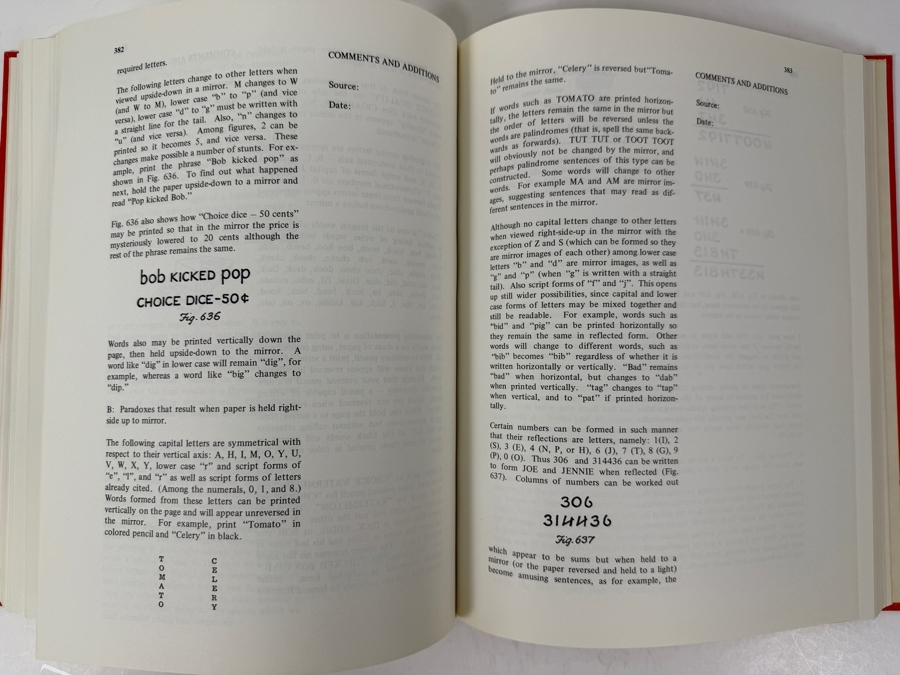 382
required letters.
The following letters change to other letters when
viewed upside-down in a mirror. M changes to W
(and W to M), lower case "b" to "p" (and vice
versa), lower case "d" to "g" must be written with
a straight line for the tail. Also, "n" changes to
"u" (and vice versa). Among figures, 2 can be
printed so it becomes 5, and vice versa. These
changes make possible a number of stunts. For ex-
ample, print the phrase "Bob kicked pop" as
shown in Fig. 636. To find out what happened
next, hold the paper upside-down to a mirror and
read "Pop kicked Bob."
Fig. 636 also shows how "Choice dice – 50 cents"
may be printed so that in the mirror the price is
mysteriously lowered to 20 cents although the
rest of the phrase remains the same.
bob KICKED pop
CHOICE DICE-50¢
Fig. 636
Words also may be printed vertically down the
page, then held upside-down to the mirror. A
word like "dig" in lower case will remain "dig", for
example, whereas a word like "big" changes to
"dip."
B: Paradoxes that result when paper is held right-
side up to mirror.
The following capital letters are symmetrical with
respect to their vertical axis: A, H, I, M, O, Y, U,
V, W, X, Y, lower case "r" and script forms of
"e", "l", and "r" as well as script forms of letters
already cited. (Among the numerals, 0, 1, and 8.)
Words formed from these letters can be printed
vertically on the page and will appear unreversed in
the mirror. For example, print "Tomato" in
colored pencil and "Celery" in black.
T C
O E
M L
A E
T R
O Y
COMMENTS AND ADDITIONS
Source:
Date:
383
Held to the mirror, "Celery" is reversed but "Toma-
to" remains the same.
If words such as TOMATO are printed horizon-
tally, the letters remain the same in the mirror but
the order of letters will be reversed unless the
words are palindromes (that is, spell the same back-
wards as forwards). TUT TUT or TOOT TOOT
will obviously not be changed by the mirror, and
perhaps palindrome sentences of this type can be
constructed. Some words will change to other
words. For example MA and AM are mirror im-
ages, suggesting sentences that may read as dif-
ferent sentences in the mirror.
Although no capital letters change to other letters
when viewed right-side-up in the mirror with the
exception of Z and S (which can be formed so they
are mirror images of each other) among lower case
letters "b" and "d" are mirror images, as well as
"g" and "p" (when "g" is written with a straight
tail). Also script forms of "f" and "j". This opens
up still wider possibilities, since capital and lower
case forms of letters may be mixed together and
still be readable. For example, words such as
"bid" and "pig" can be printed horizontally so
they remain the same in reflected form. Other
words will change to different words, such as
"bib" becomes "bib" regardless of whether it is
written horizontally or vertically. "Bad" remains
"bad" when horizontal, but changes to "dab"
when printed vertically. "tag" changes to "tap"
when vertical, and to "pat" if printed horizon-
tally.
Certain numbers can be formed in such manner
that their reflections are letters, namely: 1(I), 2
(S), 3 (E), 4 (N, P, or H), 6 (J), 7 (T), 8 (G), 9
(P), 0 (O). Thus 306 and 314436 can be written
to form JOE and JENNIE when reflected (Fig.
637). Columns of numbers can be worked out
306
314436
Fig. 637
which appear to be sums but when held to a
mirror (or the paper reversed and held to a light)
become amusing sentences, as for example, the
COMMENTS AND ADDITIONS
Source:
Date: